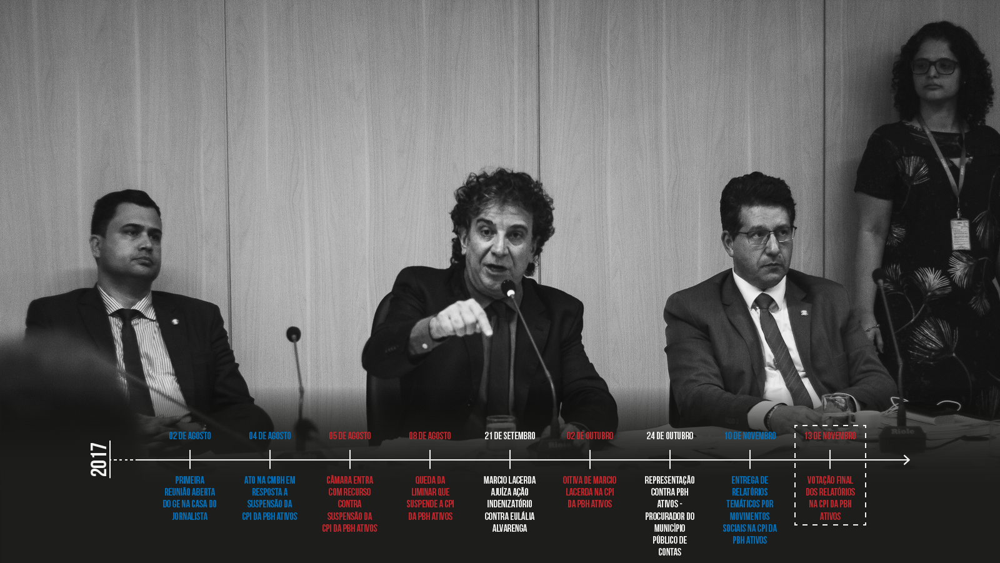 2017
02 DE AGOSTO
PRIMEIRA
REUNIÃO ABERTA
DO GE NA CASA DO
JORNALISTA
04 DE AGOSTO
ATO NA CMBH EM
RESPOSTA A
SUSPENSÃO DA
CPI DA PBH ATIVOS
05 DE AGOSTO
CÂMARA ENTRA
COM RECURSO
CONTRA
SUSPENSÃO DA
CPI DA PBH ATIVOS
08 DE AGOSTO
QUEDA DA
LIMINAR QUE
SUSPENDE A CPI
DA PBH ATIVOS
21 DE SETEMBRO
MARCIO LACERDA
AJUÍZA AÇÃO
INDENIZATÓRIO
CONTRA EULÁLIA
ALVARENGA
02 DE OUTUBRO
OITIVA DE MARCIO
LACERDA NA CPI
DA PBH ATIVOS
24 DE OUTUBRO
REPRESENTAÇÃO
CONTRA PBH
ATIVOS -
PROCURADOR DO
MUNICÍPIO
PÚBLICO DE
CONTAS
10 DE NOVEMBRO
ENTREGA DE
RELATÓRIOS
TEMÁTICOS POR
MOVIMENTOS
SOCIAIS NA CPI DA
PBH ATIVOS
13 DE NOVEMBRO
VOTAÇÃO FINAL
DOS RELATÓRIOS
NA CPI DA PBH
ATIVOS